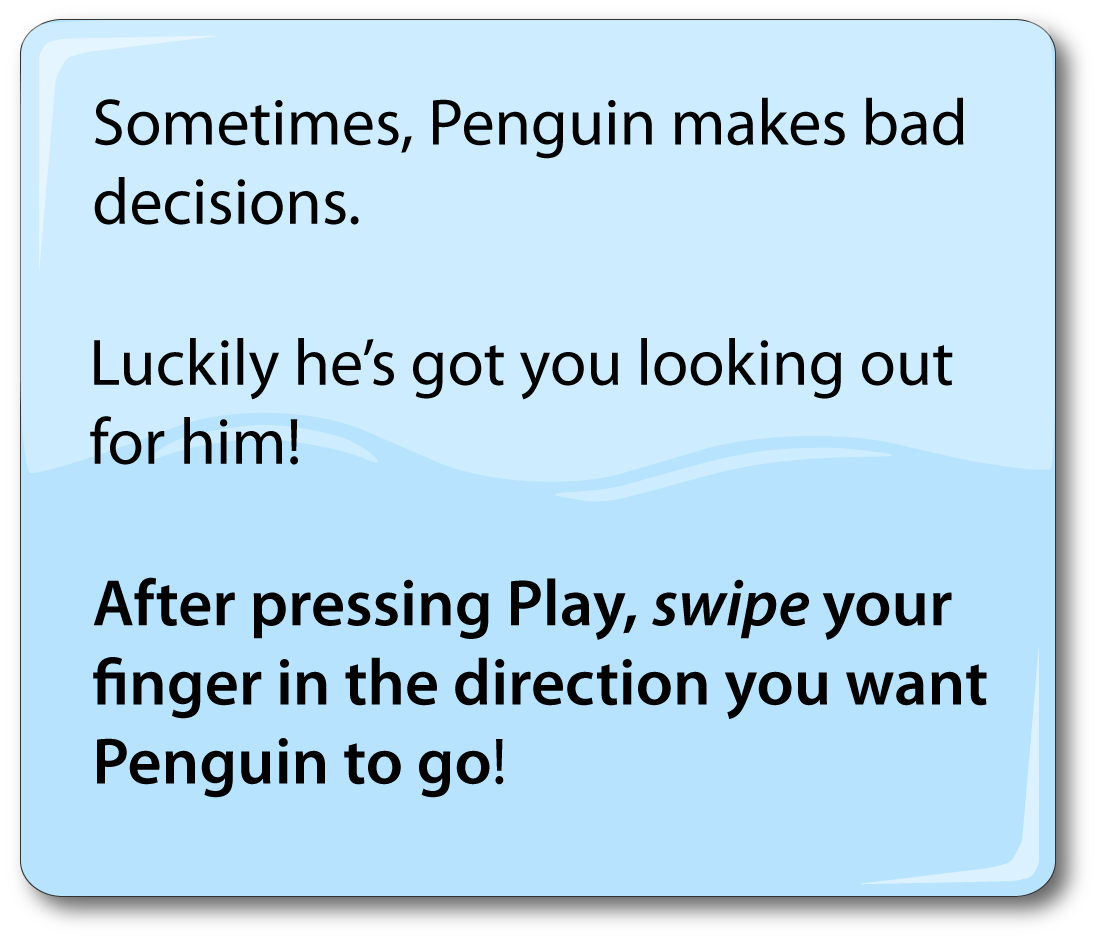 Sometimes, Penguin makes bad
decisions.
Luckily he’s got you looking out
for him!
After pressing Play, swipe your
finger in the direction you want
Penguin to go!